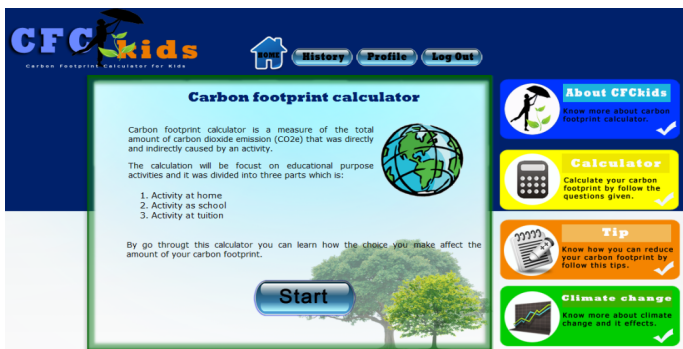 CFCkids
Carbon Footprint Calculator for Kids
HOME
History
Profile
Log Out
Carbon footprint calculator
Carbon footprint calculator is a measure of the total
amount of carbon dioxide emission (CO2e) that was directly
and indirectly caused by an activity.
The calculation will be focust on educational purpose
activities and it was divided into three parts which is:
1. Activity at home
2. Activity as school
3. Activity at tuition
By go througt this calculator you can learn how the choice you make affect the
amount of your carbon footprint.
Start
About CFCkids
Know more about carbon
footprint calculator.
Calculator
Calculate your carbon
footprint by follow the
questions given.
Tip
Know how you can reduce
your carbon footprint by
follow this tips.
Climate change
Know more about climate
change and it effects.